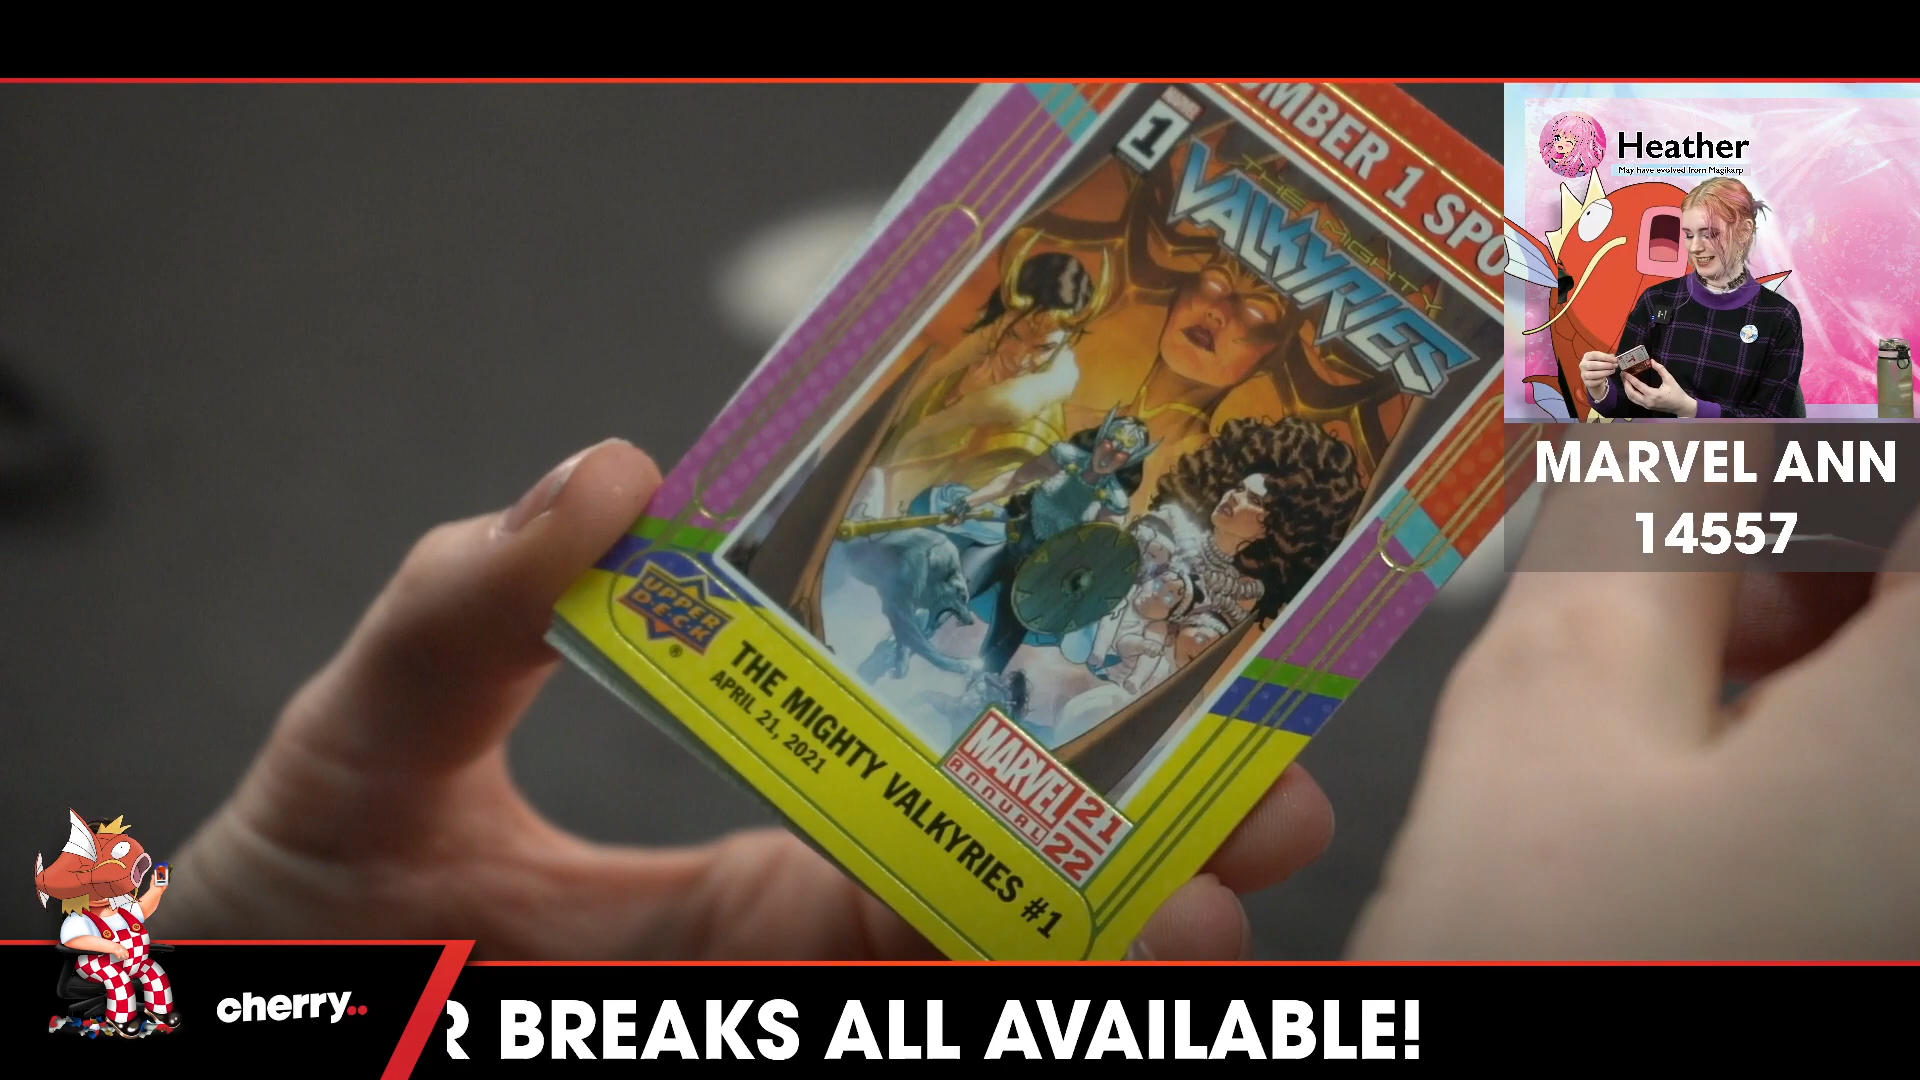 MARVEL
1
MBER 1 SPO
THE MIGHTY
VALKYRIES
UPPER
DECK
®
THE MIGHTY VALKYRIES #1
APRIL 21, 2021
MARVEL
ANNUAL
21
22
Heather
May have evolved from Magikarp
MARVEL ANN
14557
cherry..
R BREAKS ALL AVAILABLE!